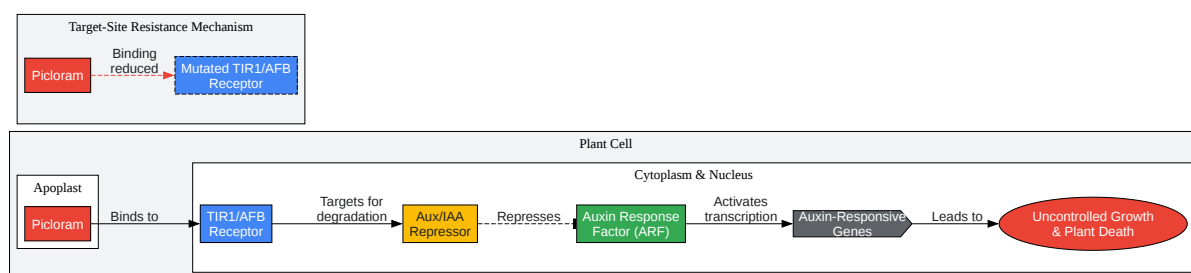 Target-Site Resistance Mechanism
Picloram
Binding
reduced
Mutated TIR1/AFB
Receptor
Plant Cell
Apoplast
Picloram
Binds to
Cytoplasm & Nucleus
TIR1/AFB
Receptor
Targets for
degradation
Aux/IAA
Repressor
Represses
Auxin Response
Factor (ARF)
Activates
transcription
Auxin-Responsive
Genes
Leads to
Uncontrolled Growth
& Plant Death